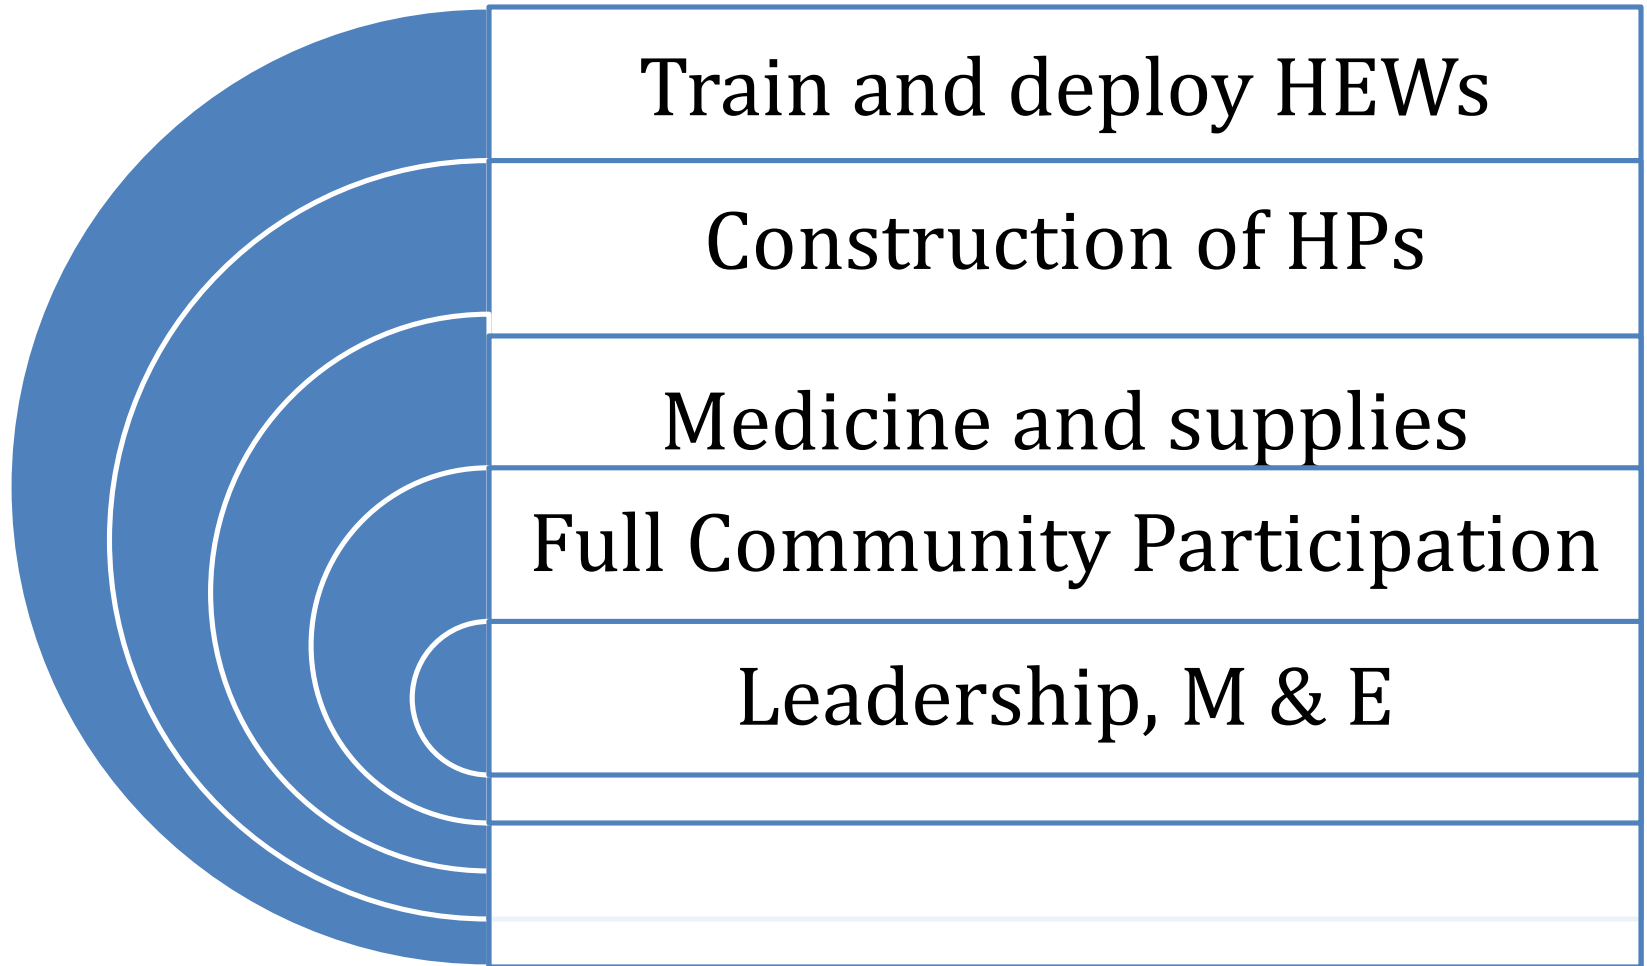 Train and deploy HEWs
Construction of HPs
Medicine and supplies
Full Community Participation
Leadership, M & E